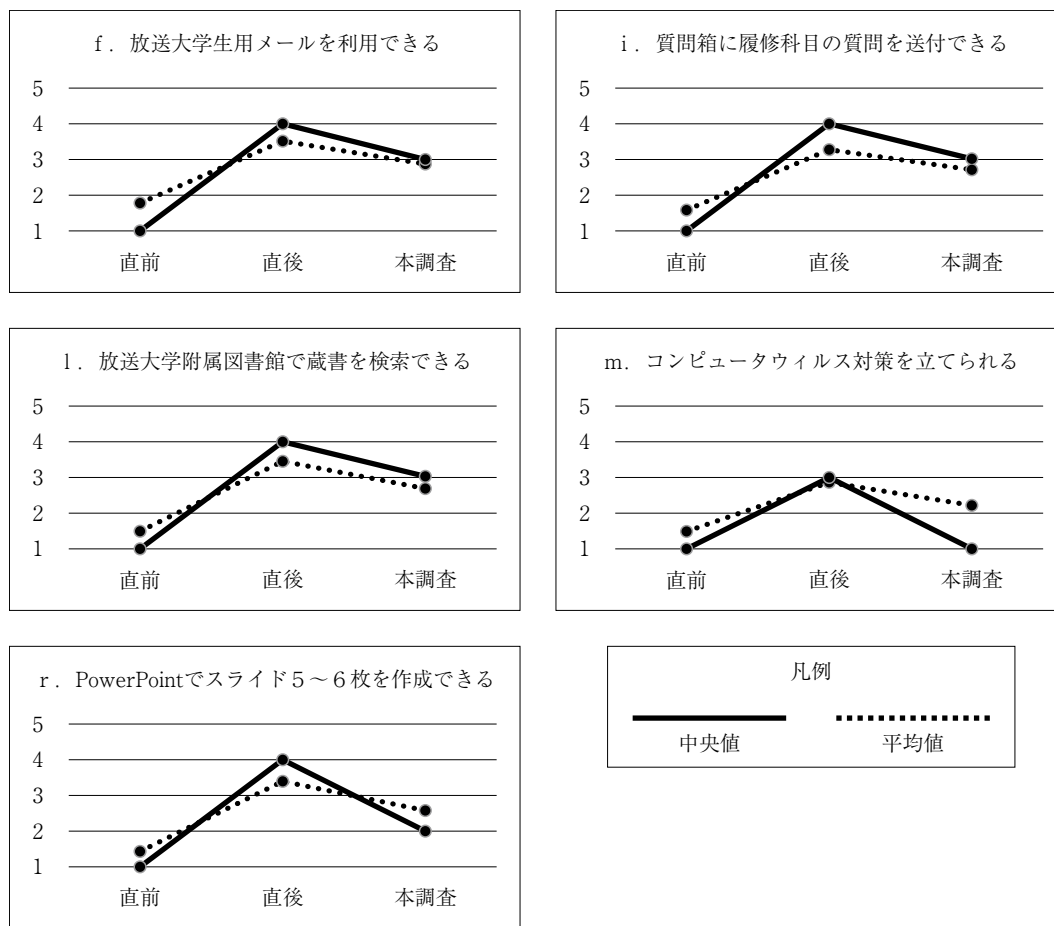 f．放送大学生用メールを利用できる
5
4
3
2
1
直前 直後 本調査
i．質問箱に履修科目の質問を送付できる
5
4
3
2
1
直前 直後 本調査
l．放送大学附属図書館で蔵書を検索できる
5
4
3
2
1
直前 直後 本調査
m．コンピュータウィルス対策を立てられる
5
4
3
2
1
直前 直後 本調査
r．PowerPointでスライド５～６枚を作成できる
5
4
3
2
1
直前 直後 本調査
凡例
中央値 平均値